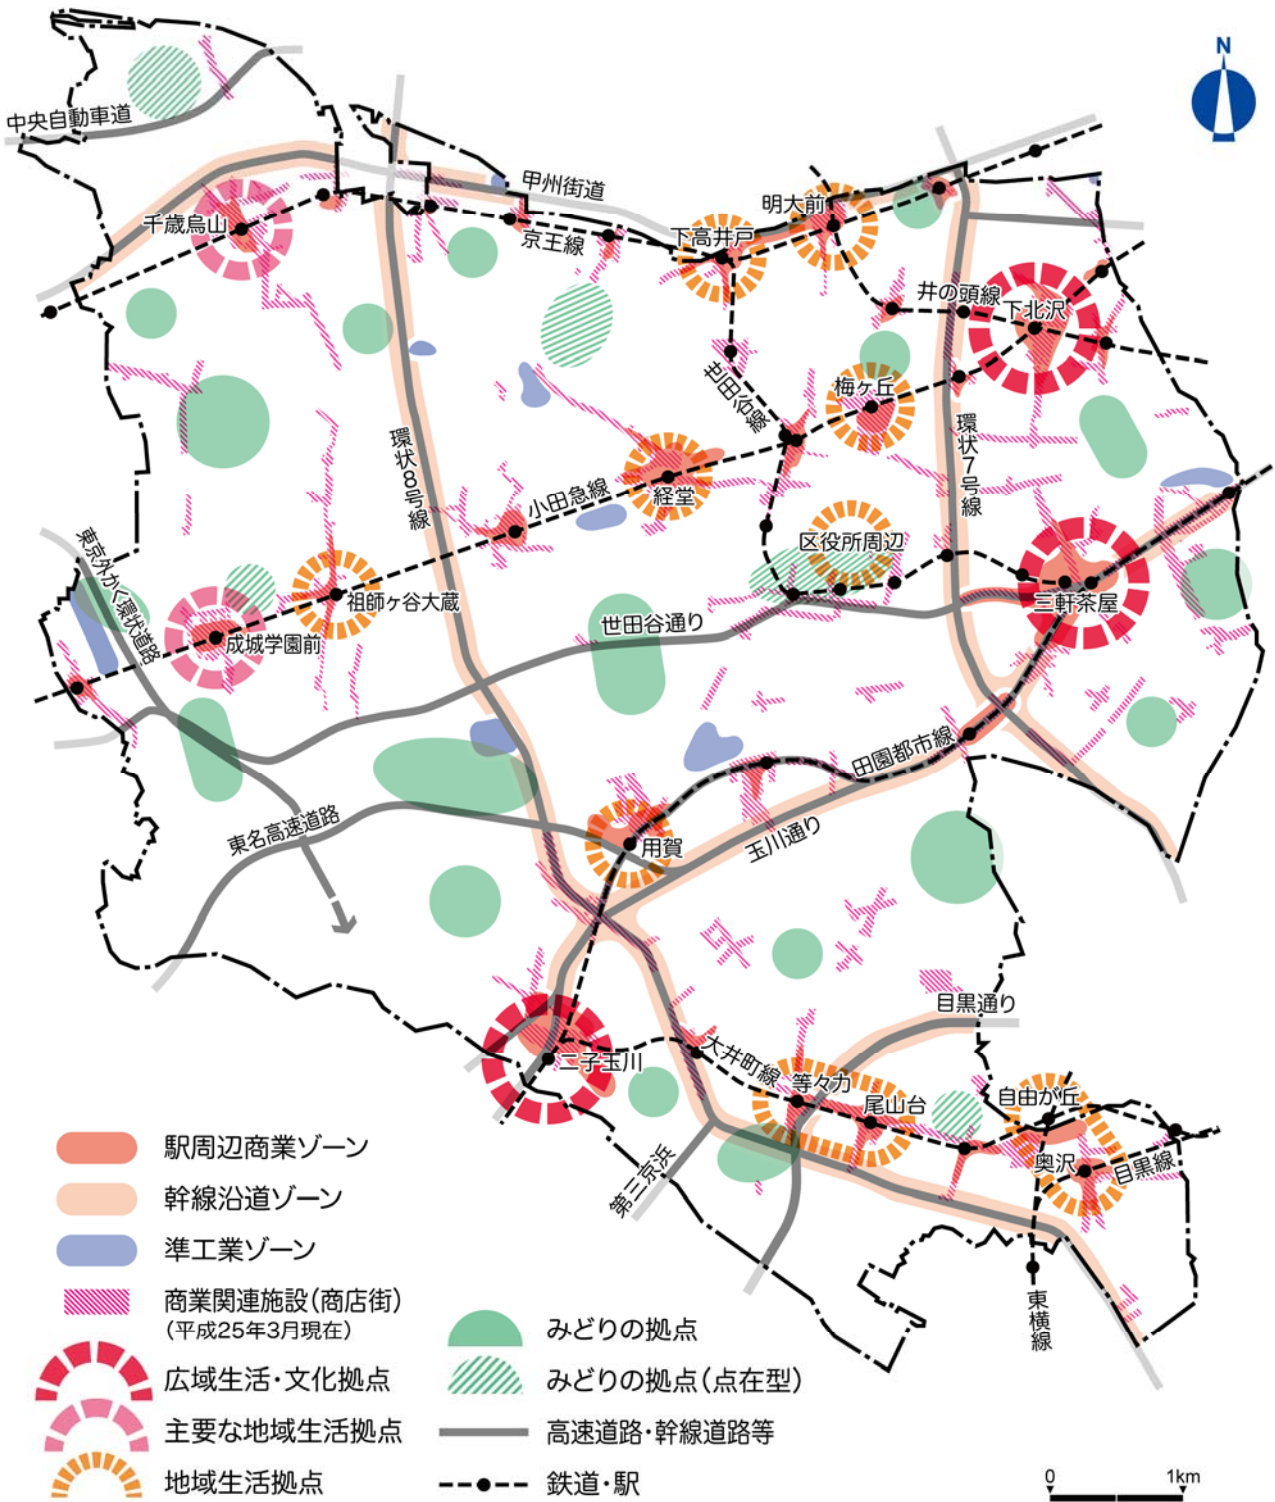 N
中央自動車道
甲州街道
千歳烏山
京王線
明大前
下高井戸
井の頭線
下北沢
世田谷線
梅ヶ丘
環状8号線
環状7号線
小田急線
経堂
区役所周辺
東京外かく環状道路
祖師ヶ谷大蔵
成城学園前
世田谷通り
三軒茶屋
田園都市線
東名高速道路
用賀
玉川通り
目黒通り
二子玉川
大井町線
等々力
尾山台
自由が丘
奥沢
目黒線
第三京浜
東横線
駅周辺商業ゾーン
幹線沿道ゾーン
準工業ゾーン
商業関連施設(商店街)
(平成25年3月現在)
広域生活・文化拠点
主要な地域生活拠点
地域生活拠点
みどりの拠点
みどりの拠点(点在型)
高速道路・幹線道路等
鉄道・駅
0 1km